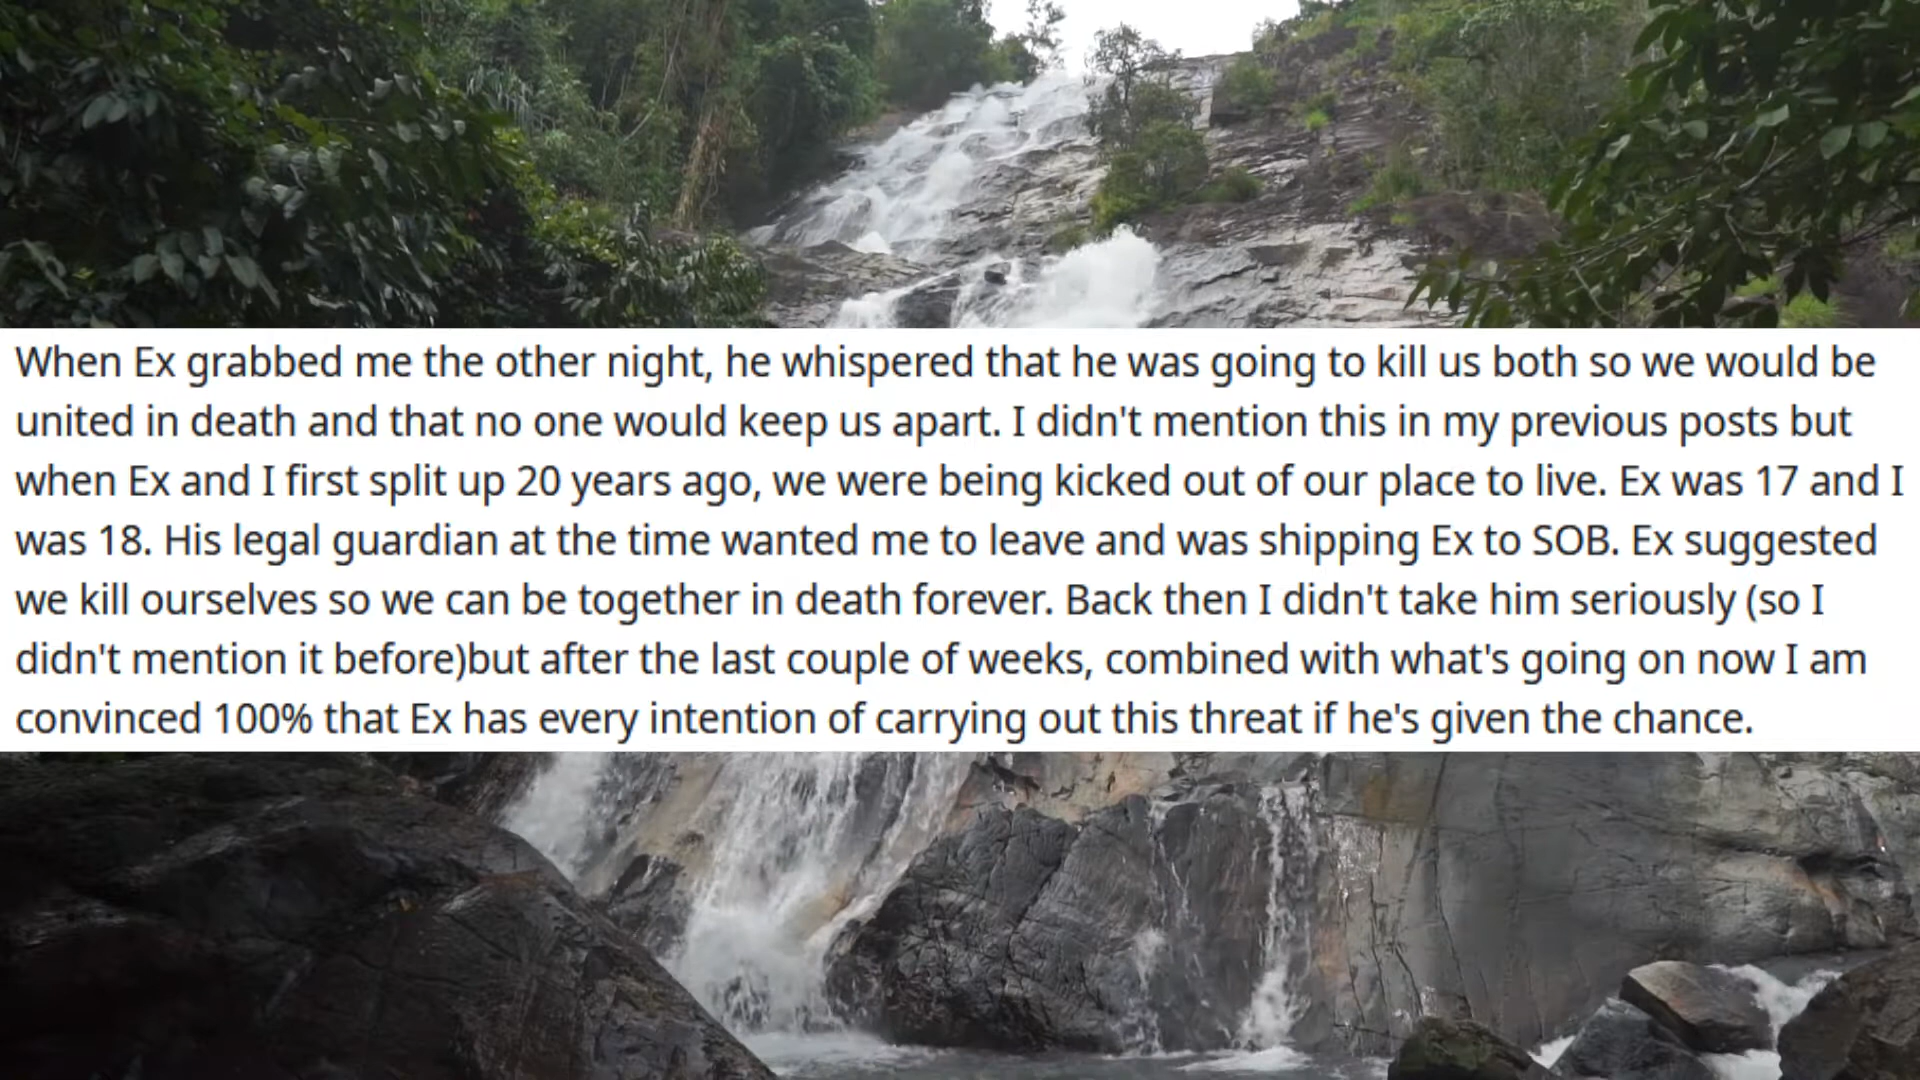 When Ex grabbed me the other night, he whispered that he was going to kill us both so we would be
united in death and that no one would keep us apart. I didn't mention this in my previous posts but
when Ex and I first split up 20 years ago, we were being kicked out of our place to live. Ex was 17 and I
was 18. His legal guardian at the time wanted me to leave and was shipping Ex to SOB. Ex suggested
we kill ourselves so we can be together in death forever. Back then I didn't take him seriously (so I
didn't mention it before)but after the last couple of weeks, combined with what's going on now I am
convinced 100% that Ex has every intention of carrying out this threat if he's given the chance.